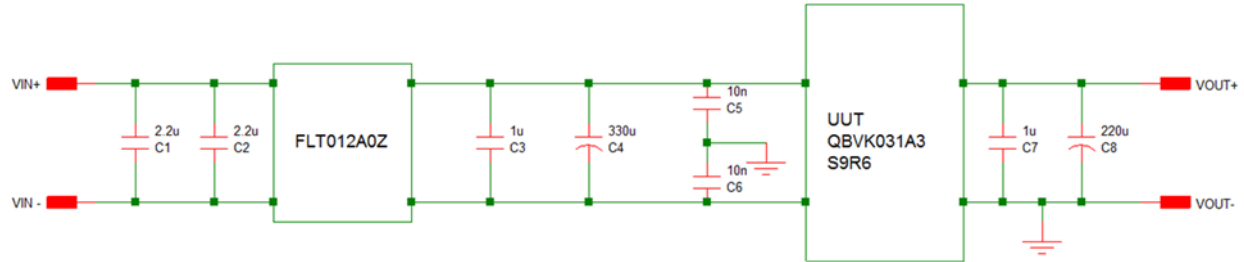 VIN+
2.2u
C1
2.2u
C2
FLT012A0Z
1u
C3
330u
C4
10n
C5
10n
C6
UUT
QBVK031A3
S9R6
1u
C7
220u
C8
VOUT+
VIN -
VOUT-